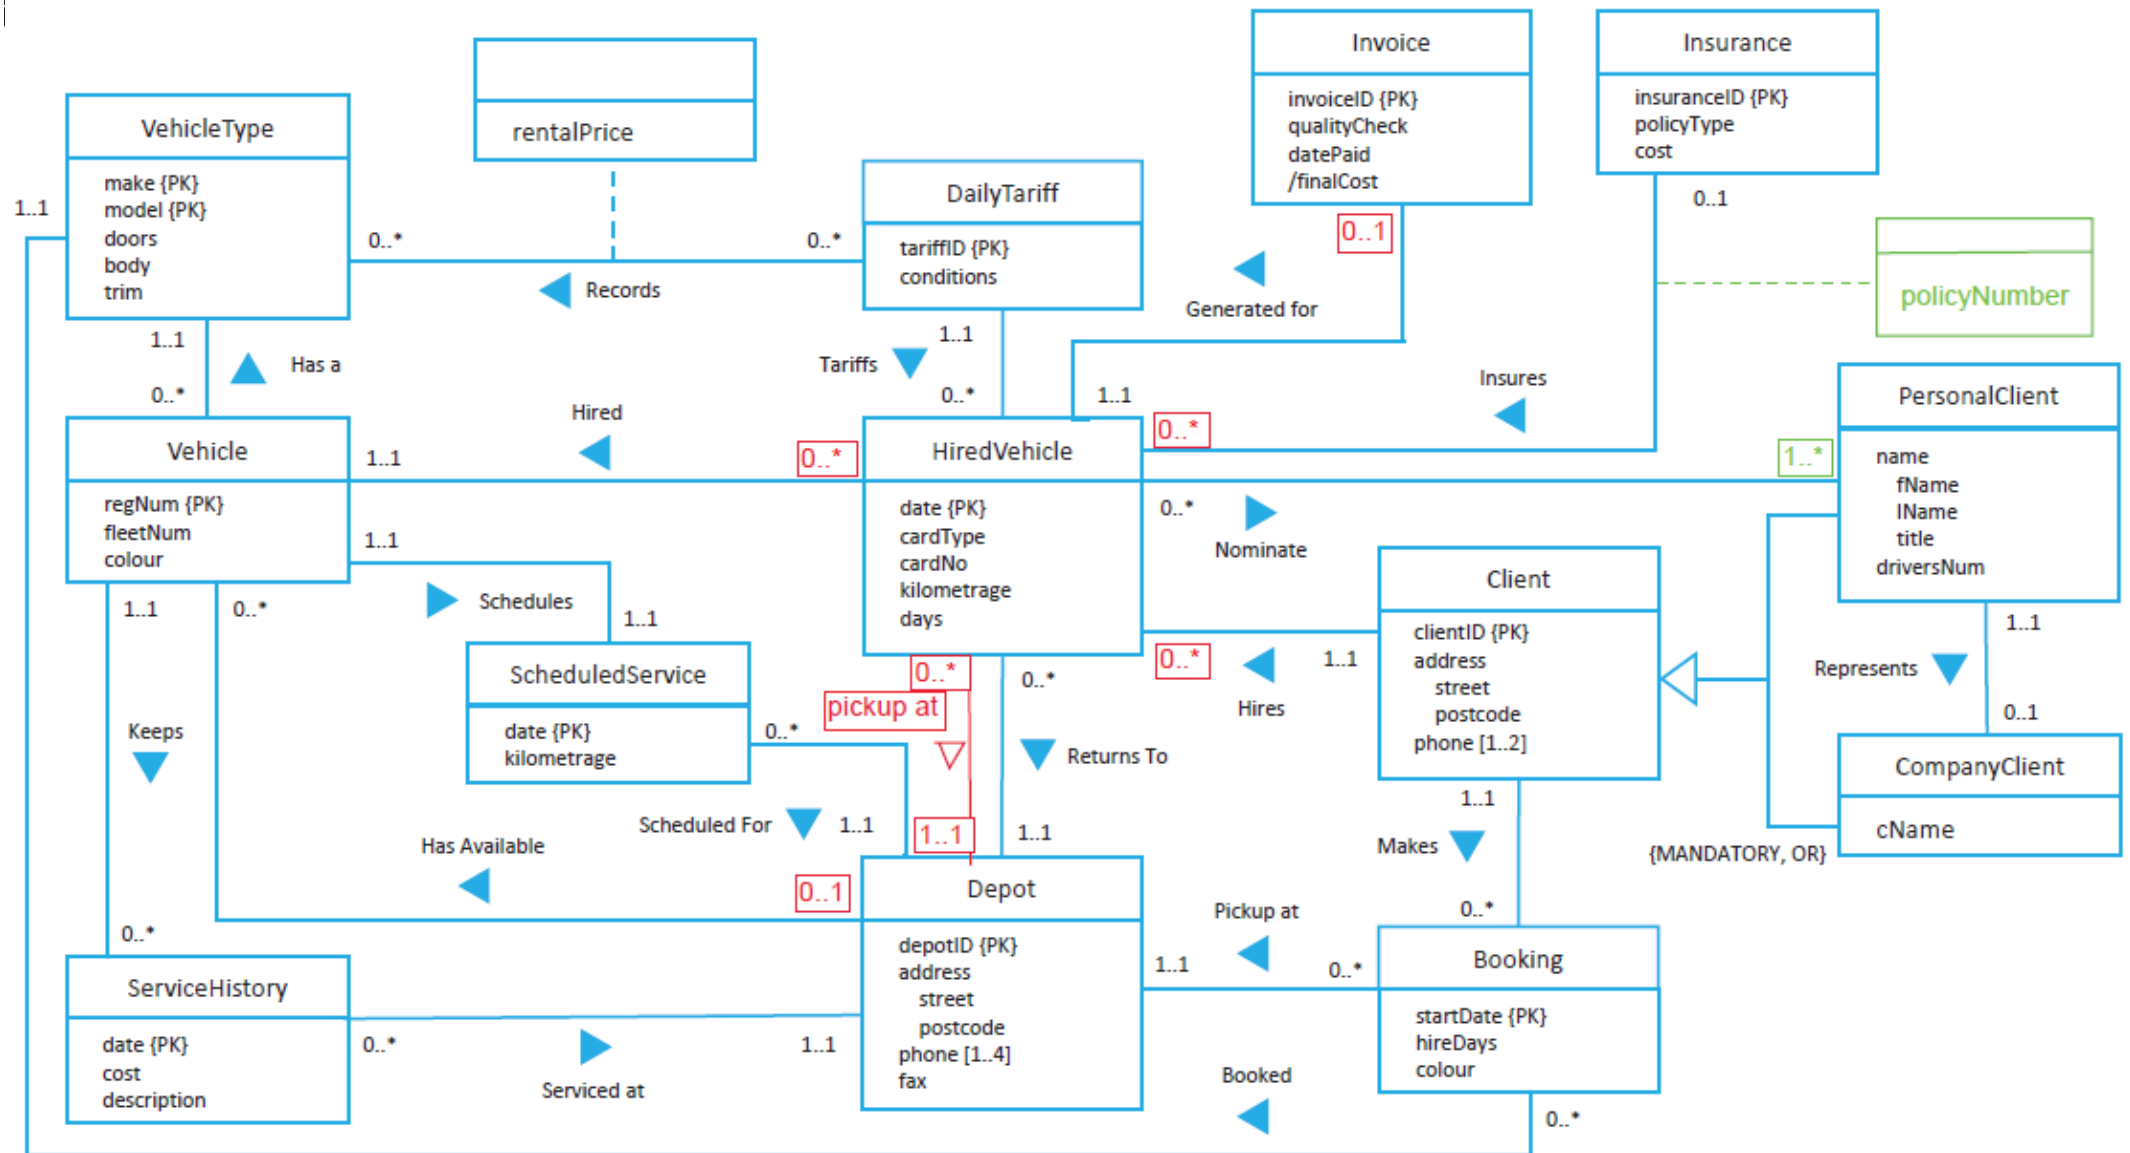 Invoice
invoiceID {PK}
qualityCheck
datePaid
/finalCost
Insurance
insuranceID {PK}
policyType
cost
rentalPrice
VehicleType
make {PK}
model {PK}
doors
body
trim
DailyTariff
tariffID {PK}
conditions
1..1
0..*
0..*
Records
0..1
Generated for
0..1
policyNumber
1..1
Has a
0..*
Tariffs
1..1
0..*
1..1
Insures
Hired
0..*
PersonalClient
name
fName
lName
title
driversNum
Vehicle
regNum {PK}
fleetNum
colour
1..1
0..*
HiredVehicle
date {PK}
cardType
cardNo
kilometrage
days
1..*
0..*
Nominate
1..1
Schedules
1..1
1..1
0..*
Client
clientID {PK}
address
street
postcode
phone [1..2]
0..*
1..1
Hires
1..1
Represents
0..1
ScheduledService
date {PK}
kilometrage
0..*
pickup at
0..*
Returns To
0..*
Keeps
Scheduled For
1..1
1..1
1..1
CompanyClient
cName
{MANDATORY, OR}
1..1
Makes
0..*
Has Available
0..1
Depot
depotID {PK}
address
street
postcode
phone [1..4]
fax
Pickup at
1..1
0..*
Booking
startDate {PK}
hireDays
colour
0..*
ServiceHistory
date {PK}
cost
description
0..*
1..1
Serviced at
Booked
0..*